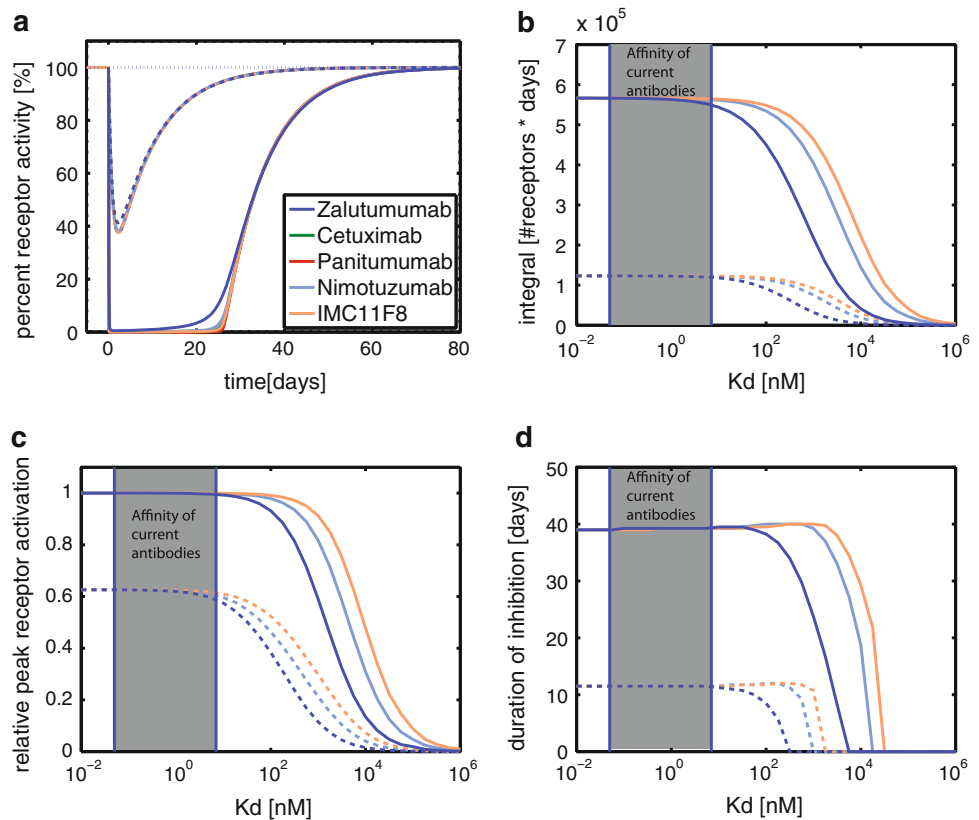 a
percent receptor activity [%]
100
80
60
40
20
0
0
20
40
60
80
time[days]
Zalutumumab
Cetuximab
Panitumumab
Nimotuzumab
IMC11F8
b
x 10^5
integral [#receptors * days]
7
6
5
4
3
2
1
0
Affinity of
current
antibodies
10^-2
10^0
10^2
10^4
10^6
Kd [nM]
c
relative peak receptor activation
1
0.8
0.6
0.4
0.2
0
Affinity of
current
antibodies
10^-2
10^0
10^2
10^4
10^6
Kd [nM]
d
duration of inhibition [days]
50
40
30
20
10
0
Affinity of
current
antibodies
10^-2
10^0
10^2
10^4
10^6
Kd [nM]